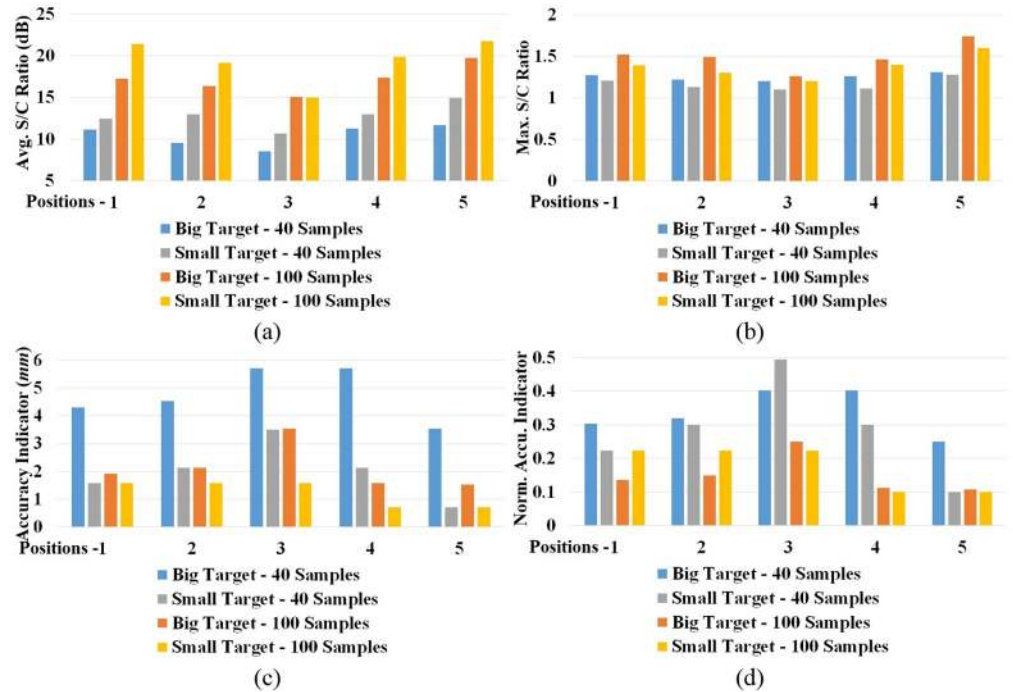 Avg. S/C Ratio (dB)
25
20
15
10
5
Positions - 1 2 3 4 5
Big Target - 40 Samples
Small Target - 40 Samples
Big Target - 100 Samples
Small Target - 100 Samples
(a)
Max. S/C Ratio
2
1.5
1
0.5
0
Positions -1 2 3 4 5
Big Target - 40 Samples
Small Target - 40 Samples
Big Target - 100 Samples
Small Target - 100 Samples
(b)
Accuracy Indicator (mm)
6
5
4
3
2
1
0
Positions -1 2 3 4 5
Big Target - 40 Samples
Small Target - 40 Samples
Big Target - 100 Samples
Small Target - 100 Samples
(c)
Norm. Accu. Indicator
0.5
0.4
0.3
0.2
0.1
0
Positions -1 2 3 4 5
Big Target - 40 Samples
Small Target - 40 Samples
Big Target - 100 Samples
Small Target - 100 Samples
(d)